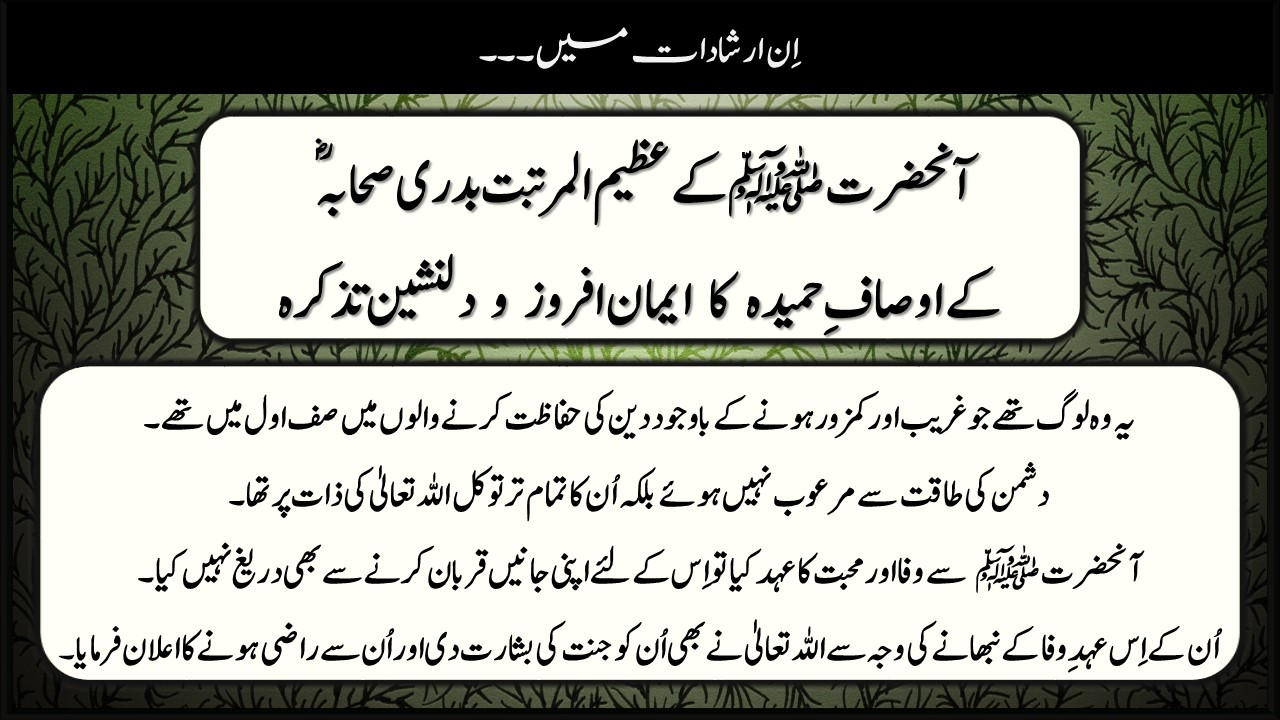 اِن ارشادات میں۔۔۔
آنحضرت ﷺ کے عظیم المرتبت بدری صحابہؓ
کے اوصافِ حمیدہ کا ایمان افروز و دلنشین تذکرہ
یہ وہ لوگ تھے جو غریب اور کمزور ہونے کے باوجود دین کی حفاظت کرنے والوں میں صف اول میں تھے۔
دشمن کی طاقت سے مرعوب نہیں ہوئے بلکہ اُن کا تمام تر توکل اللہ تعالیٰ کی ذات پر تھا۔
آنحضرت ﷺ سے وفا اور محبت کا عہد کیا تو اِس کے لئے اپنی جانیں قربان کرنے سے بھی دریغ نہیں کیا۔
اُن کے اِس عہدِ وفا کے نبھانے کی وجہ سے اللہ تعالیٰ نے بھی اُن کو جنت کی بشارت دی اور اُن سے راضی ہونے کا اعلان فرمایا۔